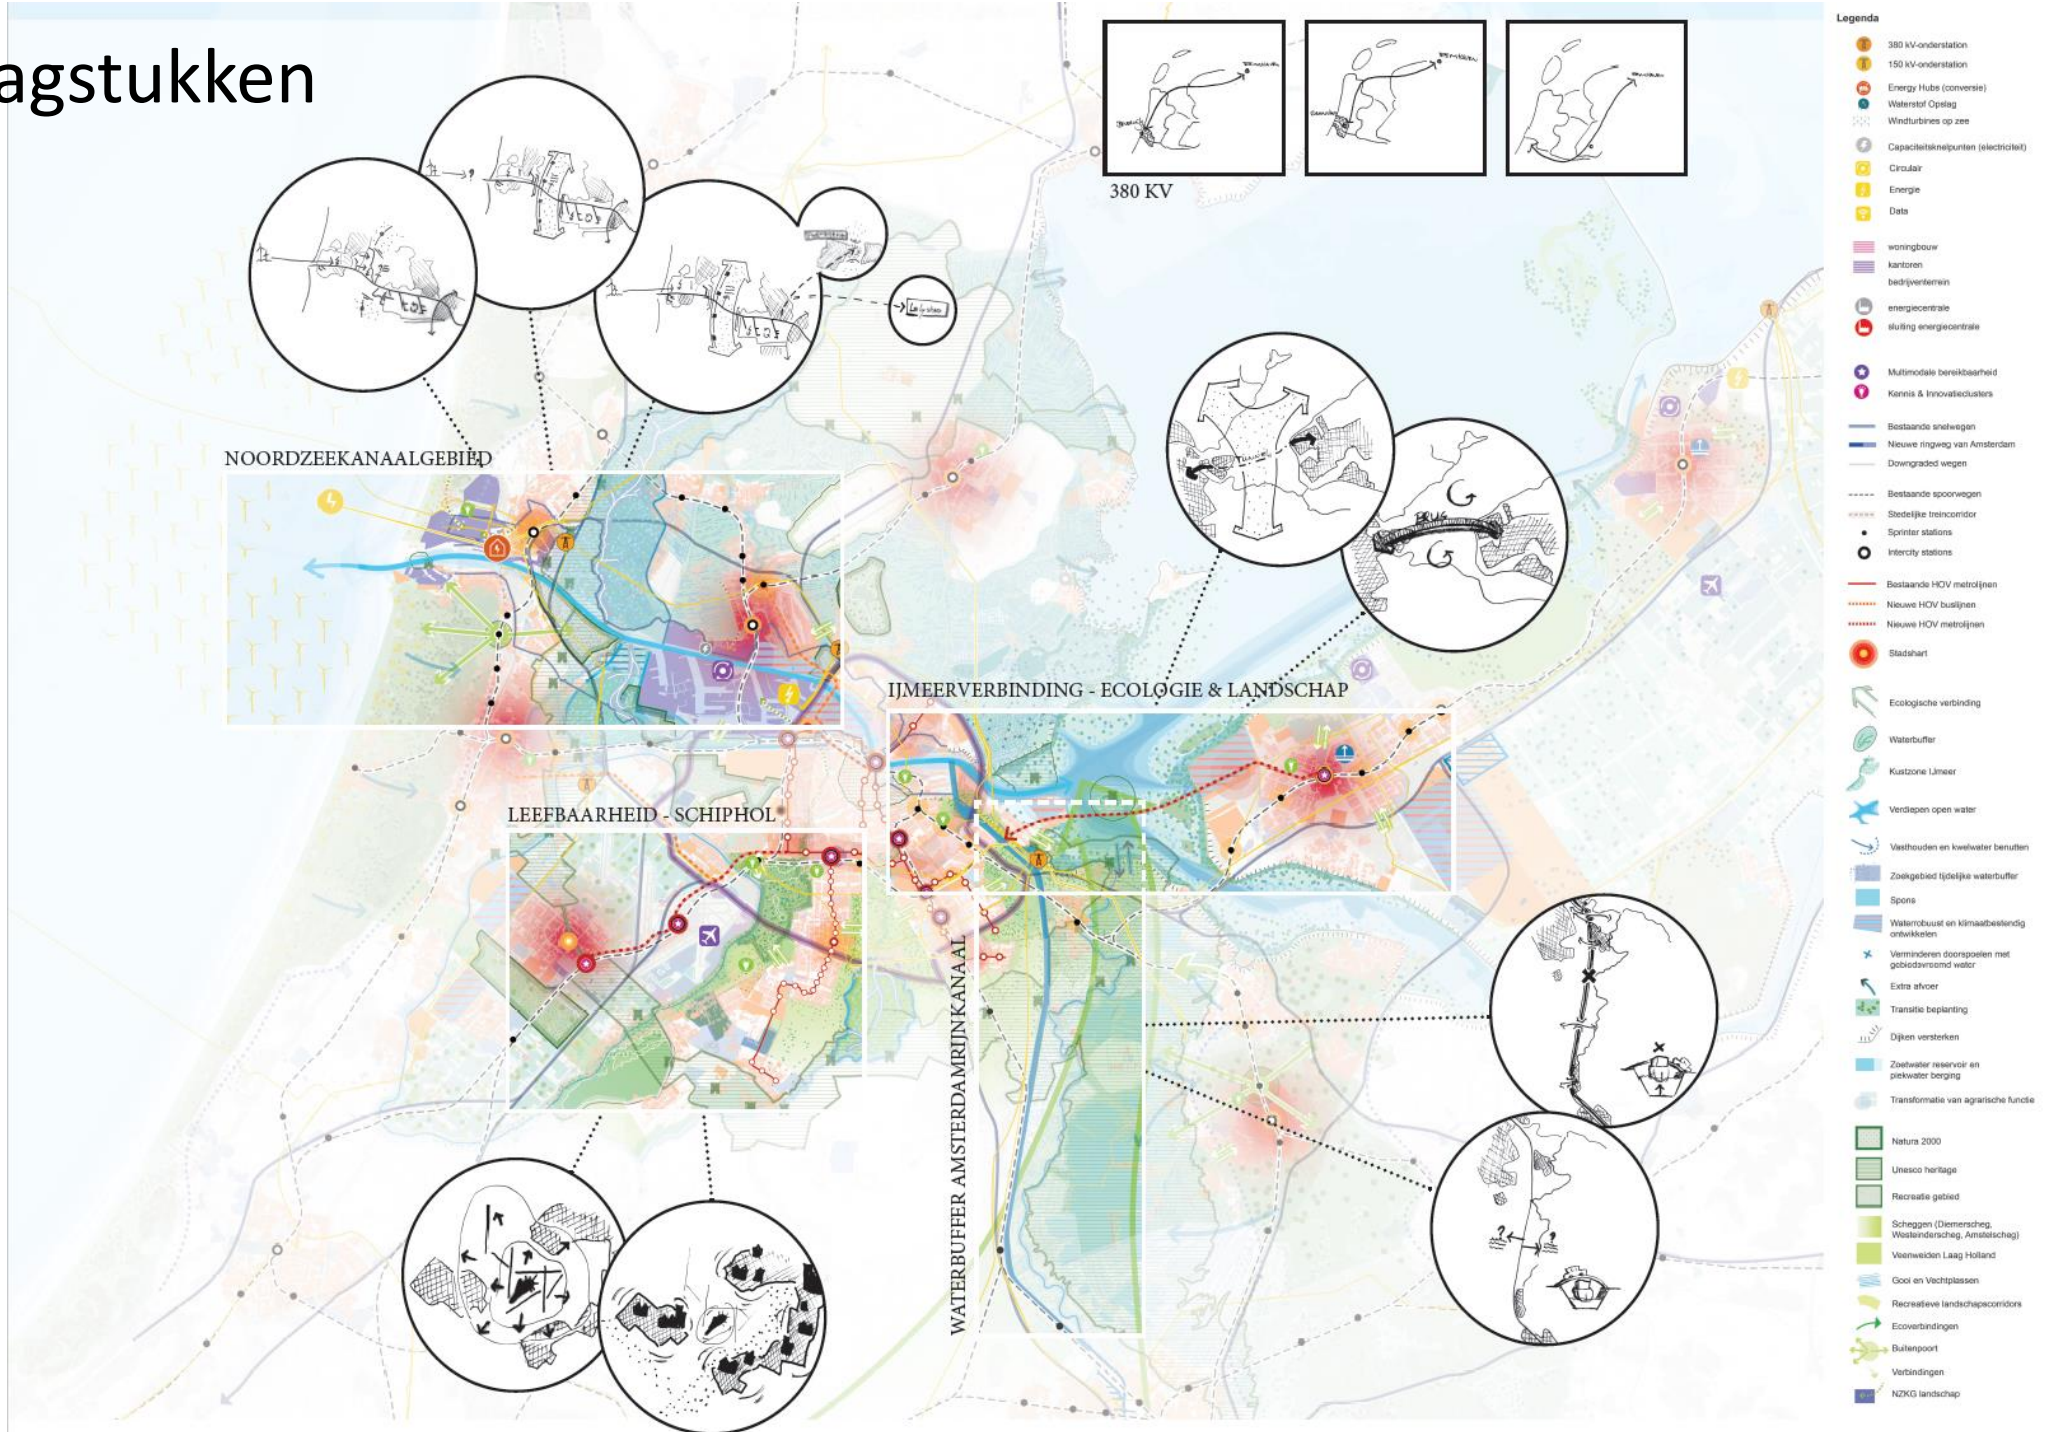 agstukken
380 KV
NOORDZEEKANAALGEBIED
IJMEERVERBINDING - ECOLOGIE & LANDSCHAP
LEEFBAARHEID - SCHIPHOL
WATERBUFFER AMSTERDAMRIJNKANAAL
BRUG
Legenda
380 kV-onderstation
150 kV-onderstation
Energy Hubs (conversie)
Waterstof Opslag
Windturbines op zee
Capaciteitsknelpunten (electriciteit)
Circulair
Energie
Data
woningbouw
kantoren
bedrijventerrein
energiecentrale
sluiting energiecentrale
Multimodale bereikbaarheid
Kennis & Innovatieclusters
Bestaande snelwegen
Nieuwe ringweg van Amsterdam
Downgraded wegen
Bestaande spoorwegen
Stedelijke treincorridor
Sprinter stations
Intercity stations
Bestaande HOV metrolijnen
Nieuwe HOV buslijnen
Nieuwe HOV metrolijnen
Stadshart
Ecologische verbinding
Waterbuffer
Kustzone IJmeer
Verdiepen open water
Vasthouden en kwelwater benutten
Zoekgebied tijdelijke waterbuffer
Spons
Waterrobuust en klimaatbestendig
ontwikkelen
Verminderen doorspoelen met
gebiedsvreemd water
Extra afvoer
Transitie beplanting
Dijken versterken
Zoetwater reservoir en
piekwater berging
Transformatie van agrarische functie
Natura 2000
Unesco heritage
Recreatie gebied
Scheggen (Diemerscheg,
Westeinderscheg, Amstelscheg)
Veenweiden Laag Holland
Gooi en Vechtplassen
Recreatieve landschapscorridors
Ecoverbindingen
Buitenpoort
Verbindingen
NZKG landschap